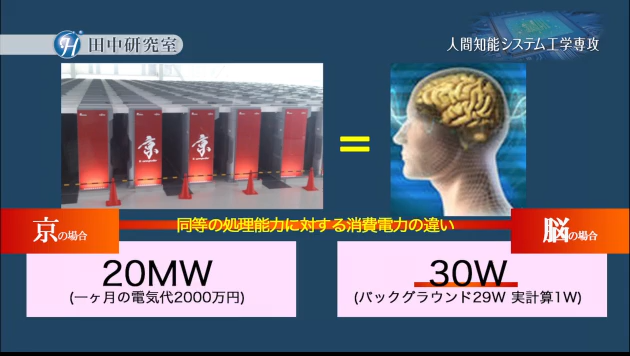 田中研究室
人間知能システム工学専攻
京
京
=
同等の処理能力に対する消費電力の違い
京の場合
脳の場合
20MW
(一ヶ月の電気代2000万円)
30W
(バックグラウンド29W 実計算1W)